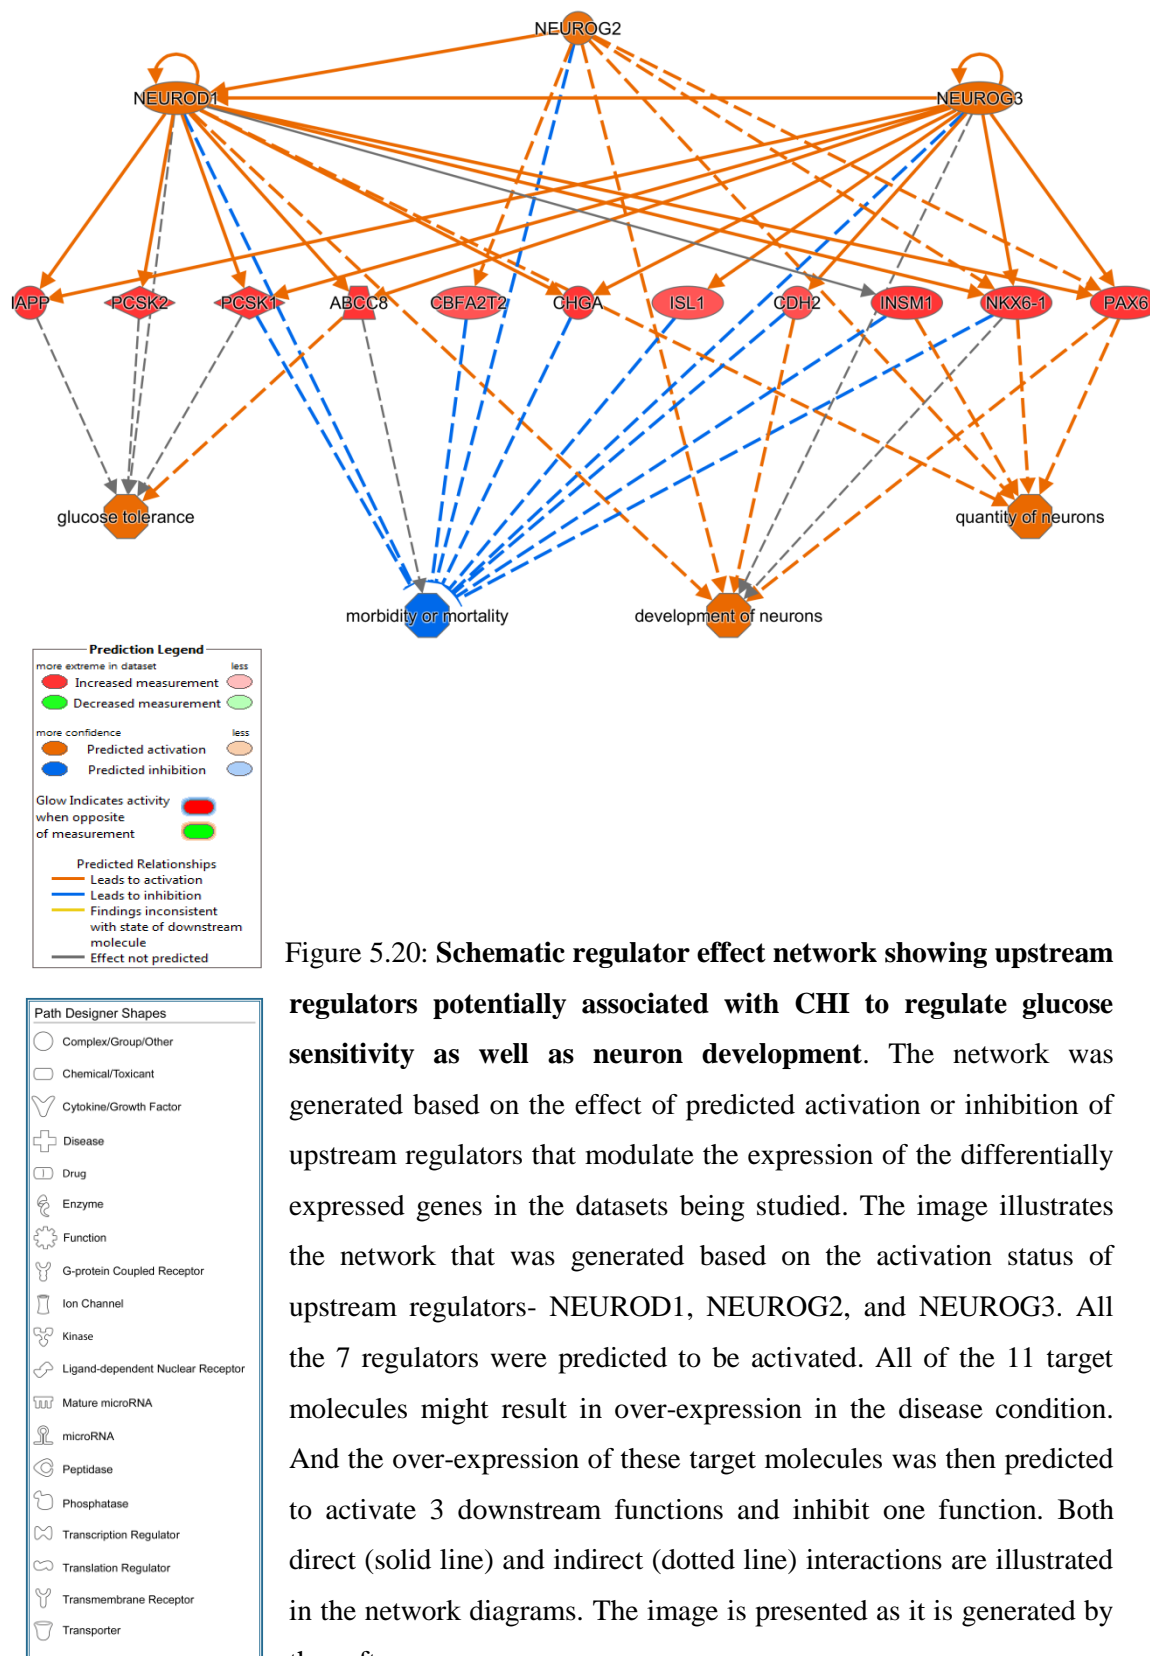 NEUROG2
NEUROD1
NEUROG3
IAPP
PCSK2
PCSK1
ABCC8
CBFA2T2
CHGA
ISL1
CDH2
INSM1
NKX6-1
PAX6
glucose tolerance
quantity of neurons
morbidity or mortality
development of neurons
Prediction Legend
more extreme in dataset less
Increased measurement
Decreased measurement
more confidence less
Predicted activation
Predicted inhibition
Glow Indicates activity
when opposite
of measurement
Predicted Relationships
Leads to activation
Leads to inhibition
Findings inconsistent
with state of downstream
molecule
Effect not predicted
Path Designer Shapes
Complex/Group/Other
Chemical/Toxicant
Cytokine/Growth Factor
Disease
Drug
Enzyme
Function
G-protein Coupled Receptor
Ion Channel
Kinase
Ligand-dependent Nuclear Receptor
Mature microRNA
microRNA
Peptidase
Phosphatase
Transcription Regulator
Translation Regulator
Transmembrane Receptor
Transporter
Figure 5.20: Schematic regulator effect network showing upstream
regulators potentially associated with CHI to regulate glucose
sensitivity as well as neuron development. The network was
generated based on the effect of predicted activation or inhibition of
upstream regulators that modulate the expression of the differentially
expressed genes in the datasets being studied. The image illustrates
the network that was generated based on the activation status of
upstream regulators- NEUROD1, NEUROG2, and NEUROG3. All
the 7 regulators were predicted to be activated. All of the 11 target
molecules might result in over-expression in the disease condition.
And the over-expression of these target molecules was then predicted
to activate 3 downstream functions and inhibit one function. Both
direct (solid line) and indirect (dotted line) interactions are illustrated
in the network diagrams. The image is presented as it is generated by